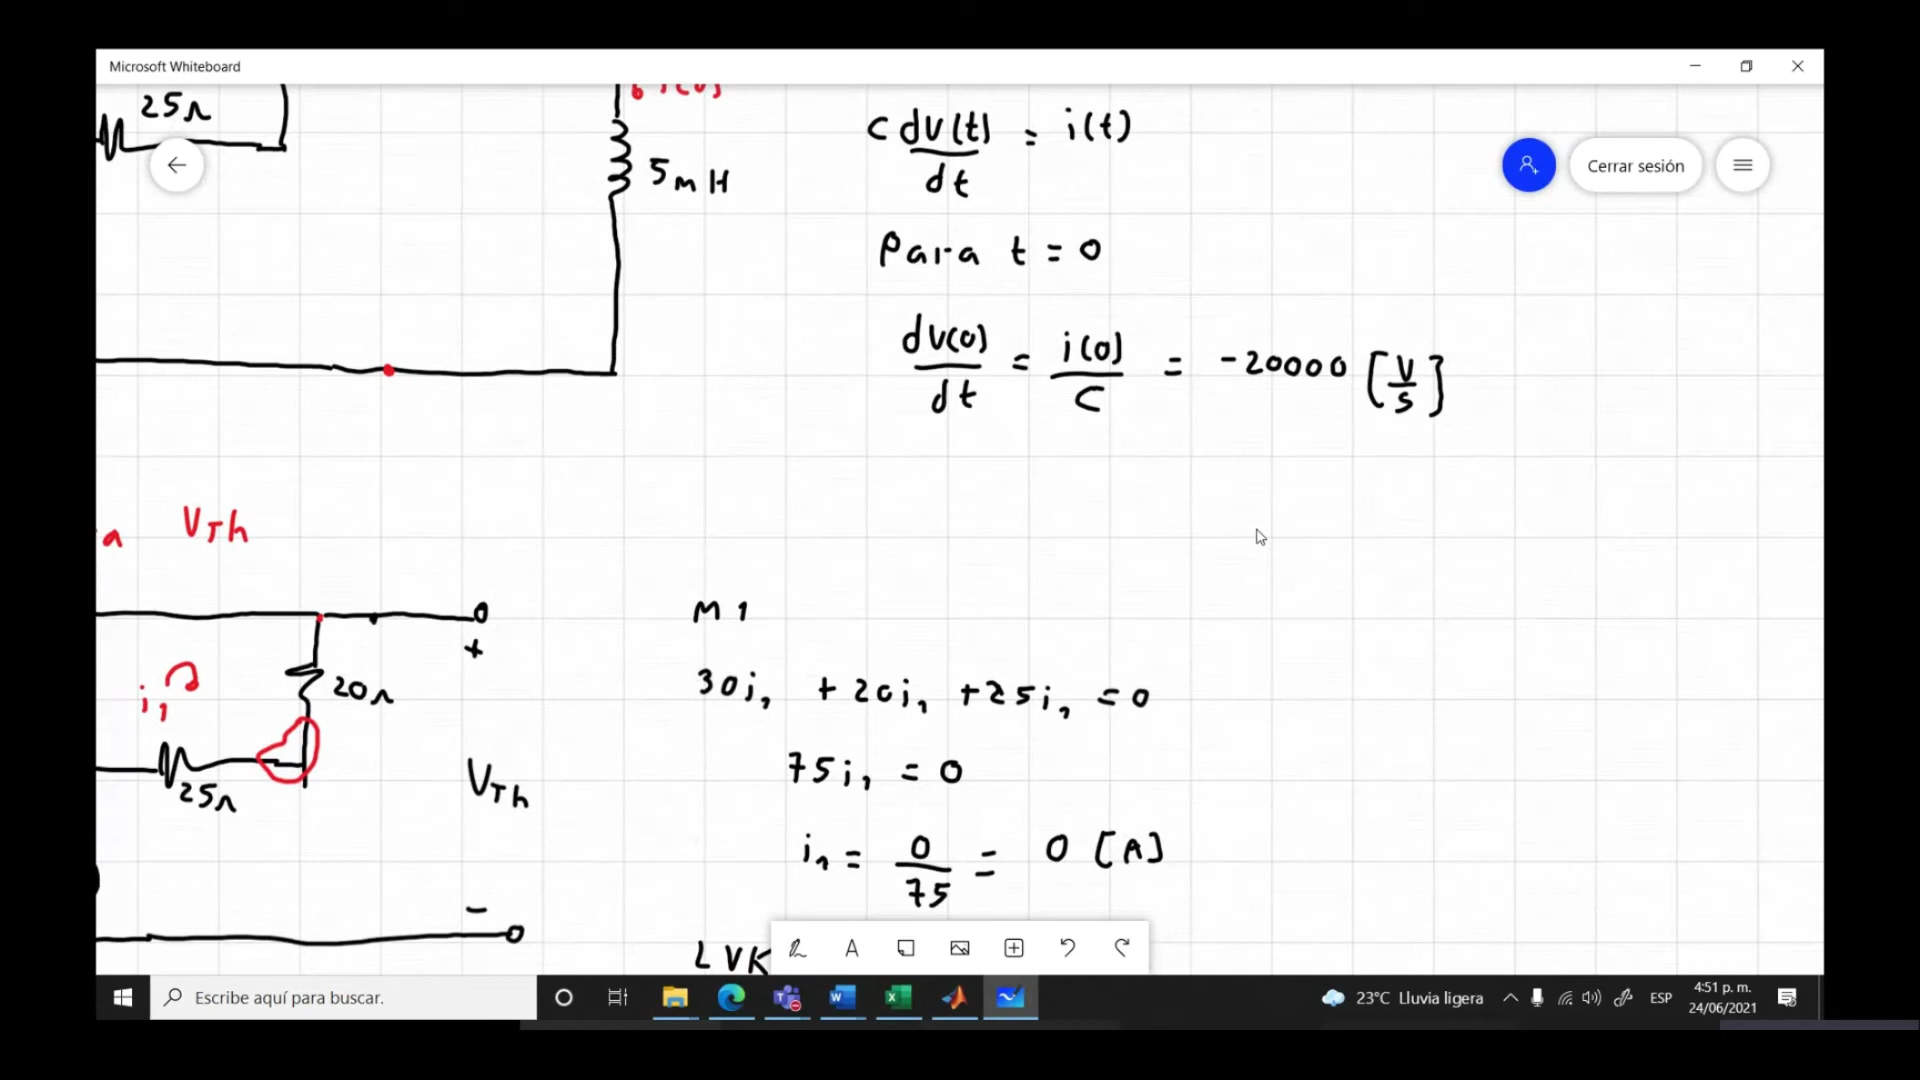 Microsoft Whiteboard
25Ω
i(0)
5mH
C dv(t)/dt = i(t)
Cerrar sesión
Para t = 0
dv(0)/dt = i(0)/C = -20000 [V/s]
a VTh
M1
+
i1
20Ω
30i1 + 20i1 + 25i1 = 0
25Ω
VTh
75i1 = 0
i1 = 0/75 = 0 [A]
-
LVK
A
Escribe aquí para buscar.
23°C Lluvia ligera
ESP
4:51 p. m.
24/06/2021